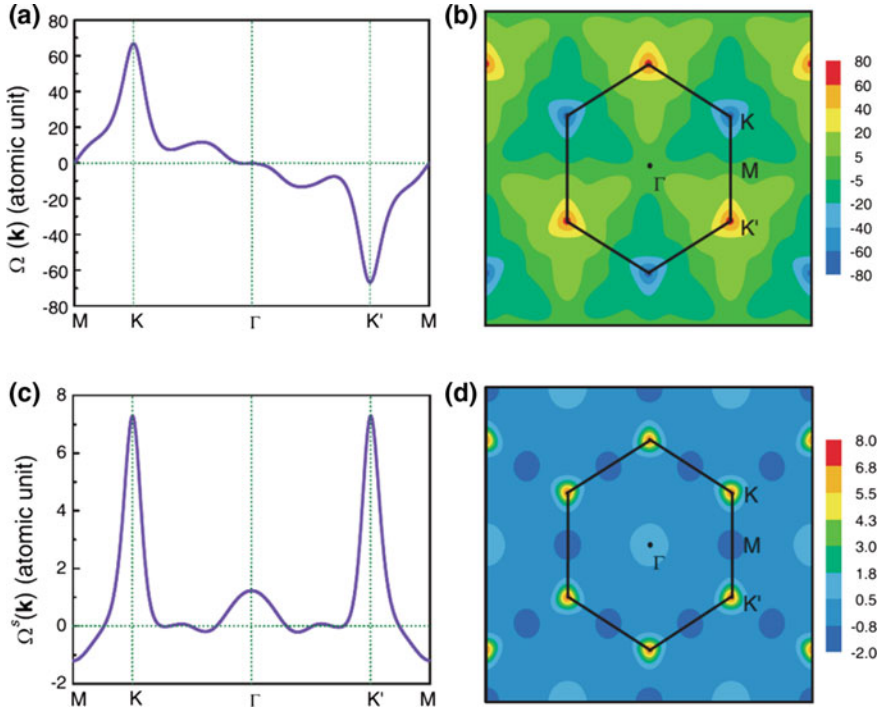 (a)
Ω (k) (atomic unit)
80
60
40
20
0
-20
-40
-60
-80
M K Γ K' M
(b)
K
M
Γ
K'
80
60
40
20
5
-5
-20
-40
-60
-80
(c)
Ωˢ(k) (atomic unit)
8
6
4
2
0
-2
M K Γ K' M
(d)
K
M
Γ
K'
8.0
6.8
5.5
4.3
3.0
1.8
0.5
-0.8
-2.0